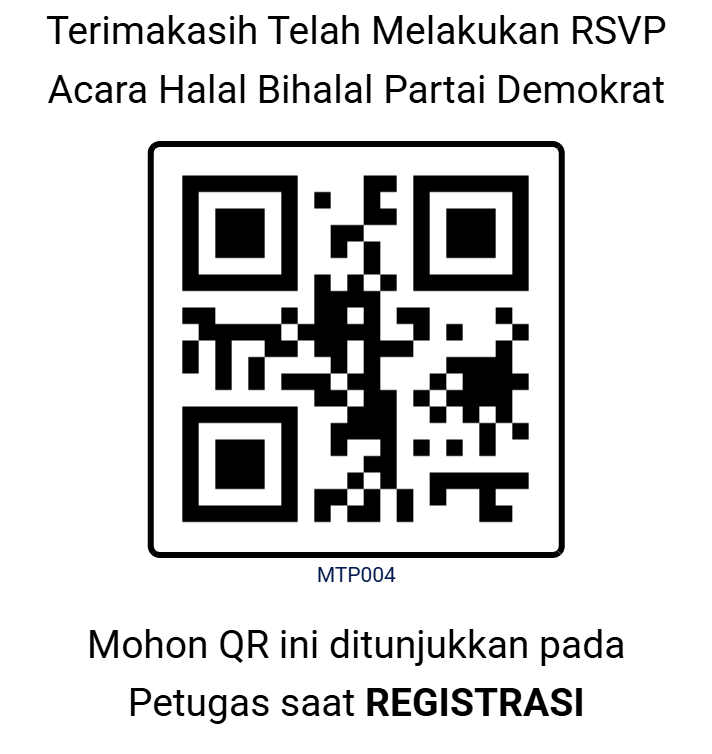 Terimakasih Telah Melakukan RSVP
Acara Halal Bihalal Partai Demokrat
MTP004
Mohon QR ini ditunjukkan pada
Petugas saat REGISTRASI